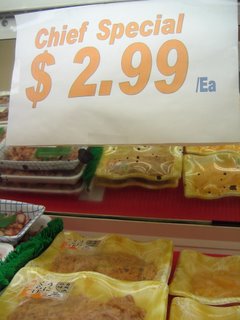 Chief Special
$ 2.99 /Ea